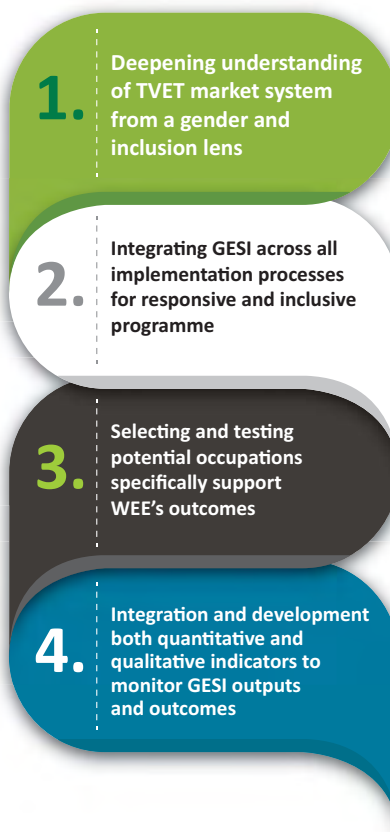 1.
Deepening understanding
of TVET market system
from a gender and
inclusion lens
2.
Integrating GESI across all
implementation processes
for responsive and inclusive
programme
3.
Selecting and testing
potential occupations
specifically support
WEE's outcomes
4.
Integration and development
both quantitative and
qualitative indicators to
monitor GESI outputs
and outcomes